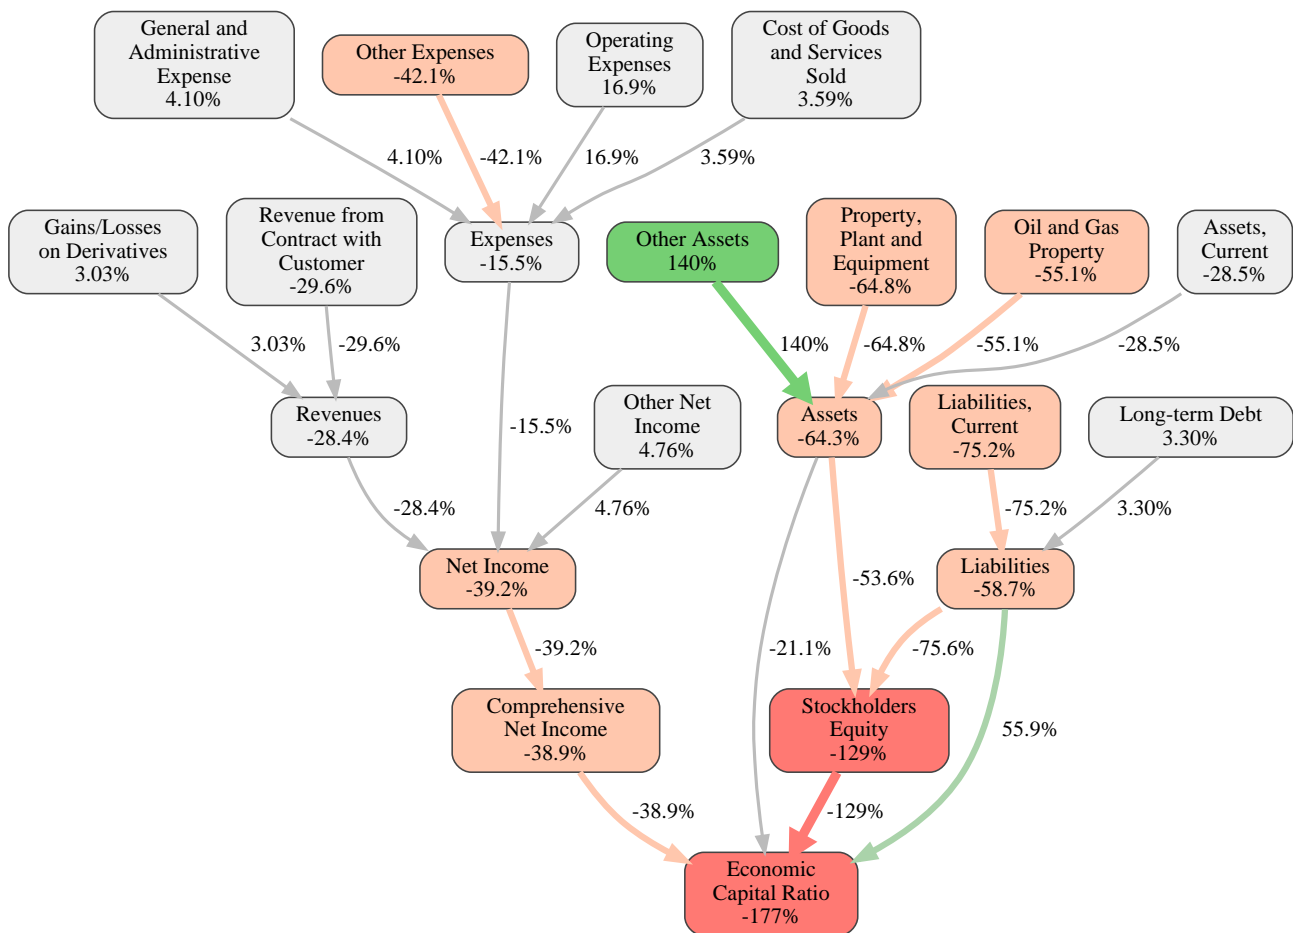 General and
Administrative
Expense
4.10%
Other Expenses
-42.1%
Operating
Expenses
16.9%
Cost of Goods
and Services
Sold
3.59%
4.10%
-42.1%
16.9%
3.59%
Gains/Losses
on Derivatives
3.03%
Revenue from
Contract with
Customer
-29.6%
Expenses
-15.5%
Other Assets
140%
Property,
Plant and
Equipment
-64.8%
Oil and Gas
Property
-55.1%
Assets,
Current
-28.5%
3.03%
-29.6%
140%
-64.8%
-55.1%
-28.5%
Revenues
-28.4%
-15.5%
Other Net
Income
4.76%
Assets
-64.3%
Liabilities,
Current
-75.2%
Long-term Debt
3.30%
-28.4%
4.76%
-75.2%
3.30%
Net Income
-39.2%
-53.6%
Liabilities
-58.7%
-39.2%
-21.1%
-75.6%
Comprehensive
Net Income
-38.9%
Stockholders
Equity
-129%
55.9%
-38.9%
-129%
Economic
Capital Ratio
-177%